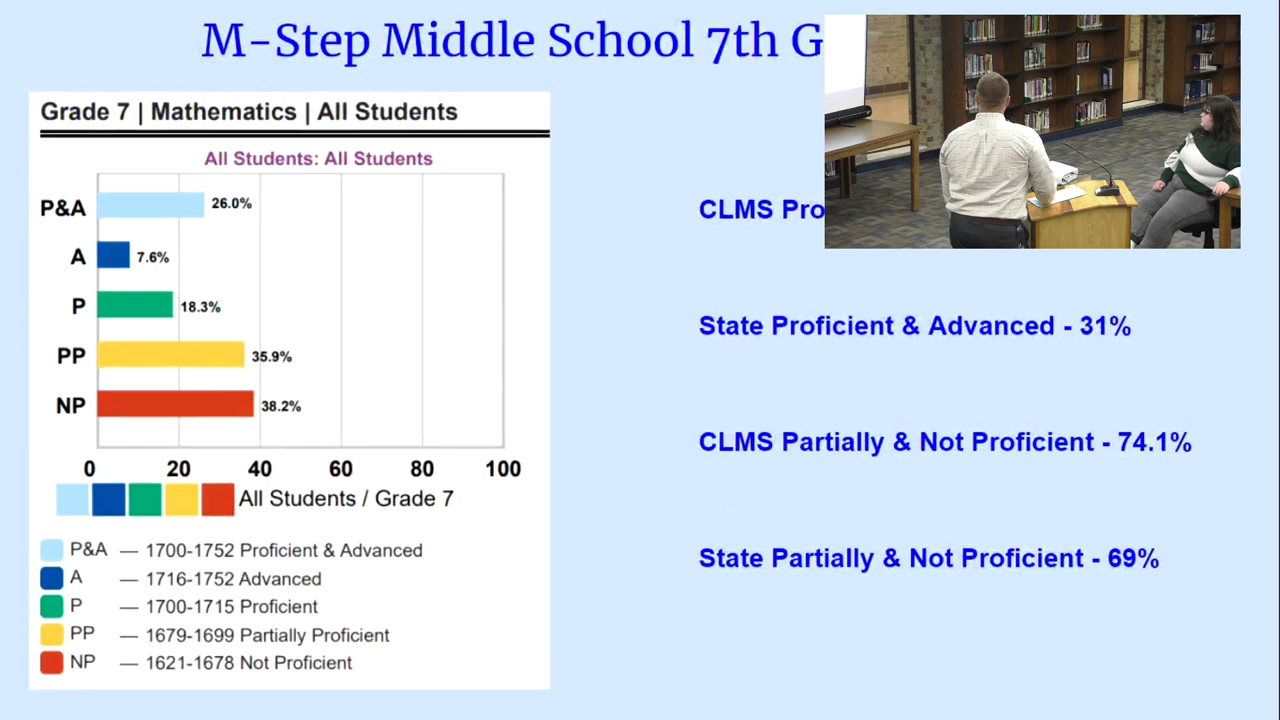 M-Step Middle School 7th G
Grade 7 | Mathematics | All Students
All Students: All Students
P&A 26.0%
A 7.6%
P 18.3%
PP 35.9%
NP 38.2%
0 20 40 60 80 100
All Students / Grade 7
P&A — 1700-1752 Proficient & Advanced
A — 1716-1752 Advanced
P — 1700-1715 Proficient
PP — 1679-1699 Partially Proficient
NP — 1621-1678 Not Proficient
CLMS Pro
State Proficient & Advanced - 31%
CLMS Partially & Not Proficient - 74.1%
State Partially & Not Proficient - 69%